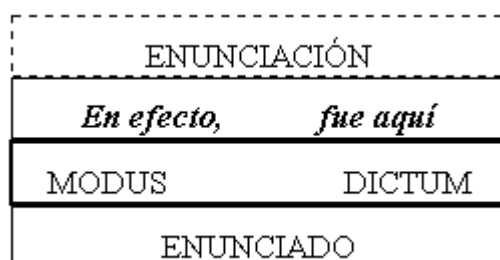 ENUNCIACIÓN
En efecto, fue aquí
MODUS DICTUM
ENUNCIADO